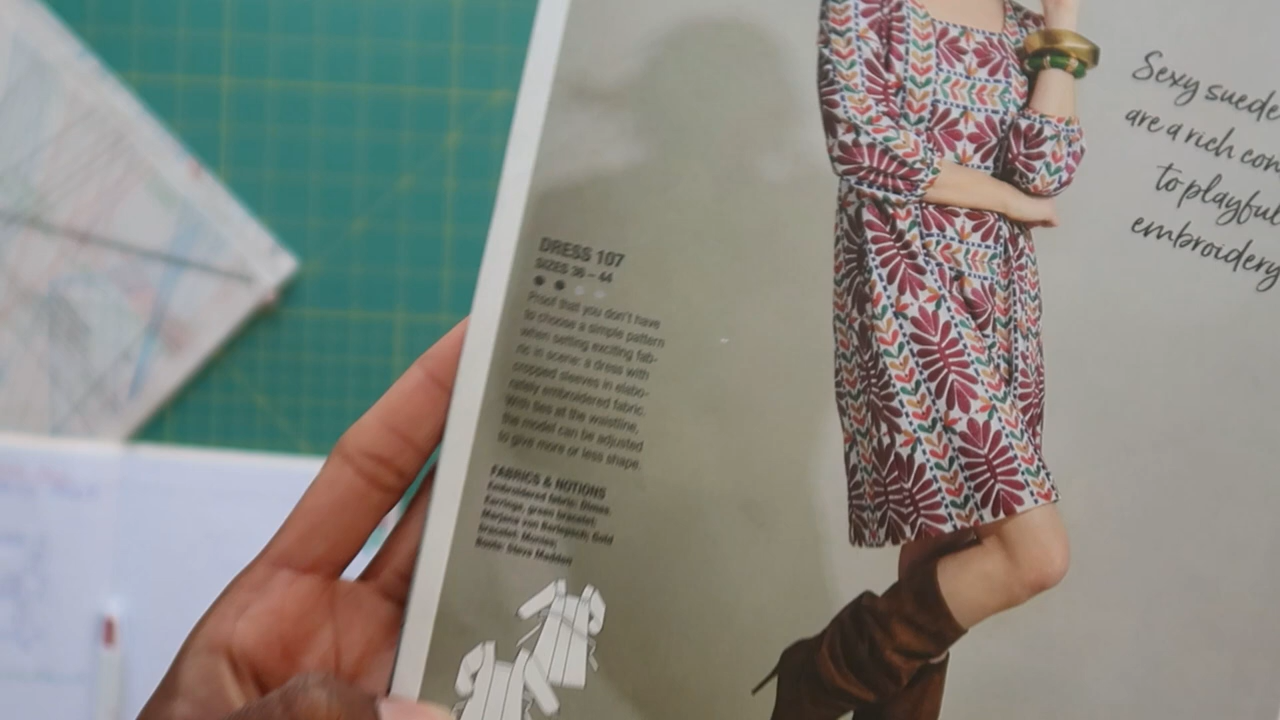 DRESS 107
SIZES 36 – 44
Proof that you don't have
to choose a simple pattern
when setting exciting fab-
ric in scene: a dress with
cropped sleeves in elabo-
rately embroidered fabric.
With ties at the waistline,
the model can be adjusted
to give more or less shape.
FABRICS & NOTIONS
Embroidered fabric:
Earrings, green bracelet:
Marjana von Berlepsch; Gold
bracelet: Monies;
Boots: Steve Madden
Sexy suede
are a rich con
to playful
embroidery